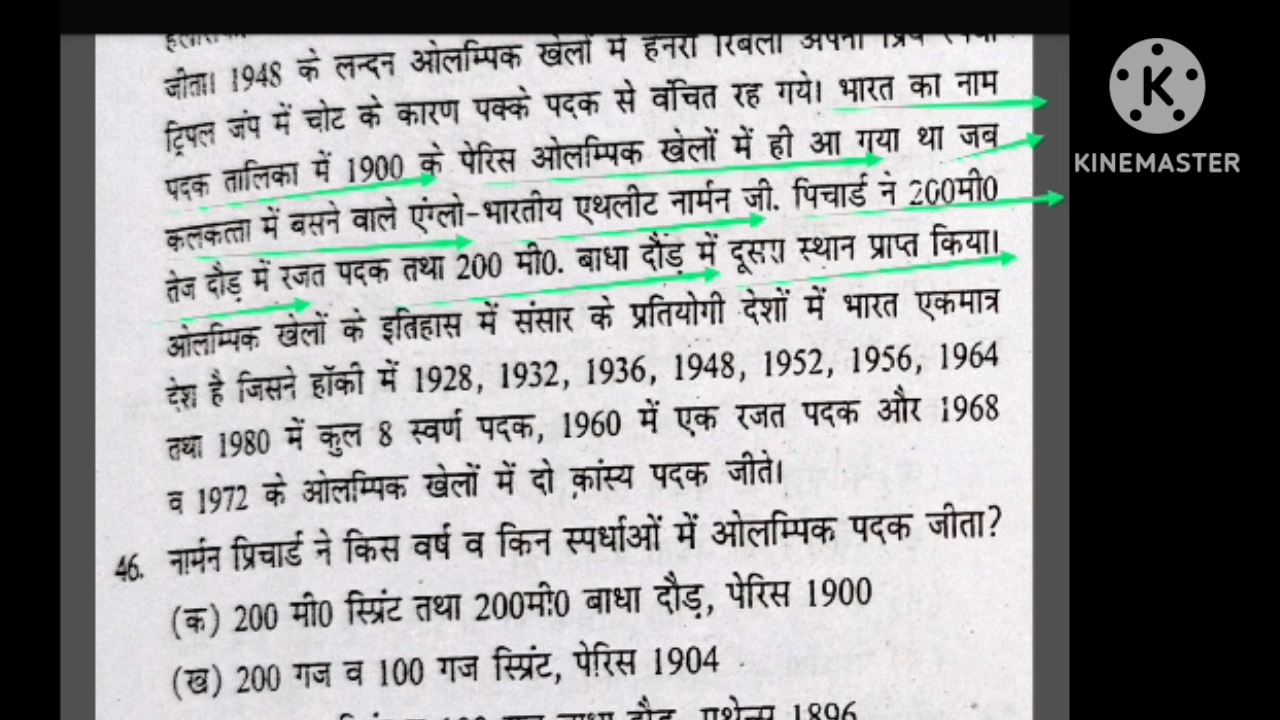 जीता। 1948 के लन्दन ओलम्पिक खेलों में हेनरी रिबेलो अपनी प्रिय स्पर्धा
ट्रिपल जंप में चोट के कारण पक्के पदक से वंचित रह गये। भारत का नाम
पदक तालिका में 1900 के पेरिस ओलम्पिक खेलों में ही आ गया था जब
कलकत्ता में बसने वाले एंग्लो-भारतीय एथलीट नार्मन जी. पिचार्ड ने 200मी0
तेज दौड़ में रजत पदक तथा 200 मी0. बाधा दौड़ में दूसरा स्थान प्राप्त किया।
ओलम्पिक खेलों के इतिहास में संसार के प्रतियोगी देशों में भारत एकमात्र
देश है जिसने हॉकी में 1928, 1932, 1936, 1948, 1952, 1956, 1964
तथा 1980 में कुल 8 स्वर्ण पदक, 1960 में एक रजत पदक और 1968
व 1972 के ओलम्पिक खेलों में दो कांस्य पदक जीते।
46. नार्मन प्रिचार्ड ने किस वर्ष व किन स्पर्धाओं में ओलम्पिक पदक जीता?
(क) 200 मी0 स्प्रिंट तथा 200मी0 बाधा दौड़, पेरिस 1900
(ख) 200 गज व 100 गज स्प्रिंट, पेरिस 1904
बाधा दौड़, एथेन्स 1896
KINEMASTER